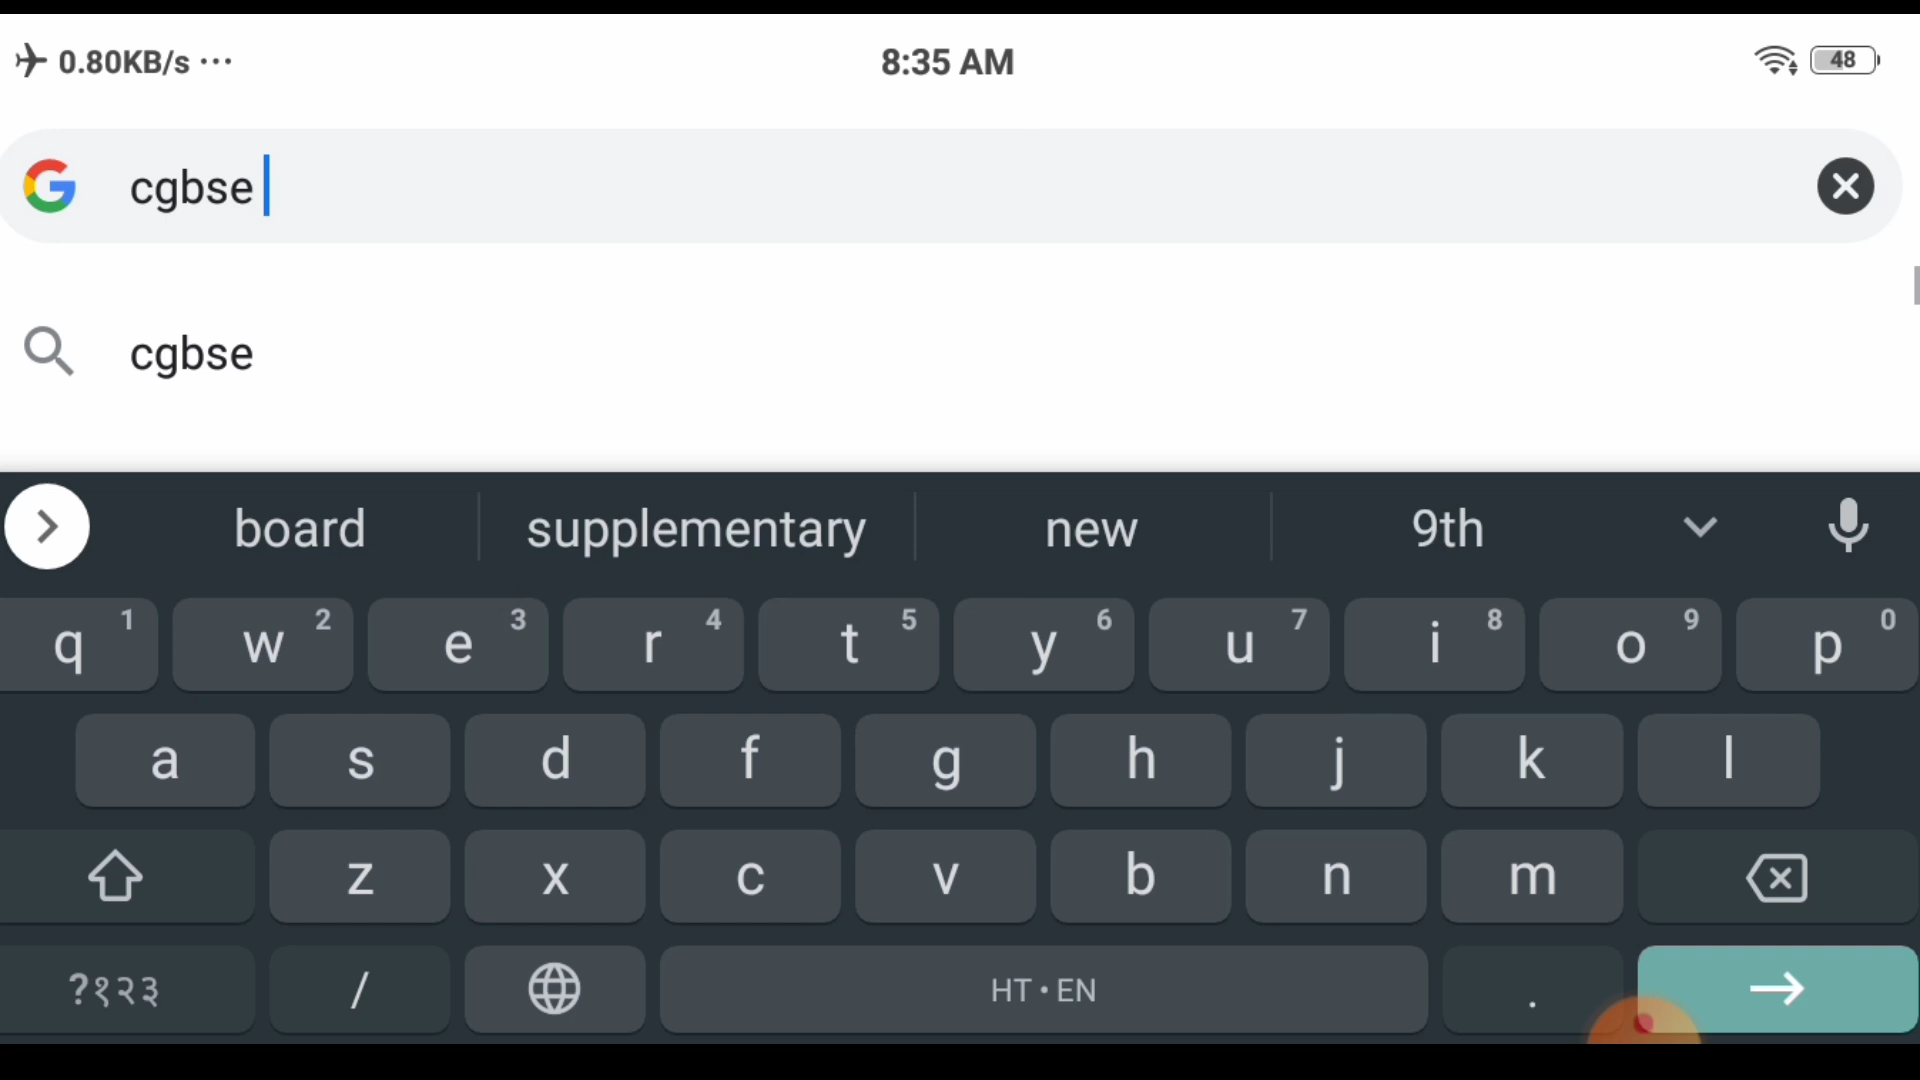 0.80KB/s ... 8:35 AM 48
cgbse
cgbse
board supplementary new 9th
q 1 w 2 e 3 r 4 t 5 y 6 u 7 i 8 o 9 p 0
a s d f g h j k l
z x c v b n m
?१२३ / HT • EN .